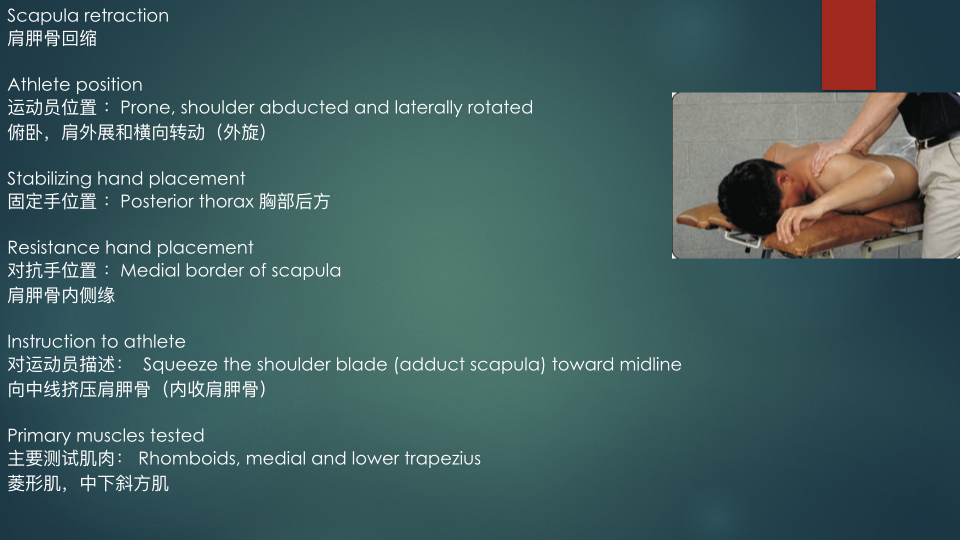 Scapula retraction
肩胛骨回缩
Athlete position
运动员位置 ：Prone, shoulder abducted and laterally rotated
俯卧，肩外展和横向转动（外旋）
Stabilizing hand placement
固定手位置 ：Posterior thorax 胸部后方
Resistance hand placement
对抗手位置 ：Medial border of scapula
肩胛骨内侧缘
Instruction to athlete
对运动员描述： Squeeze the shoulder blade (adduct scapula) toward midline
向中线挤压肩胛骨（内收肩胛骨）
Primary muscles tested
主要测试肌肉： Rhomboids, medial and lower trapezius
菱形肌，中下斜方肌